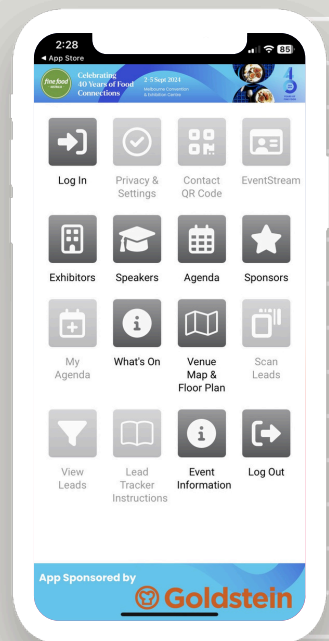 2:28
85
App Store
finefood
Celebrating
40 Years of Food
Connections
2-5 Sept 2024
Melbourne Convention
& Exhibition Centre
Log In
Privacy &
Settings
Contact
QR Code
EventStream
Exhibitors
Speakers
Agenda
Sponsors
My
Agenda
What's On
Venue
Map &
Floor Plan
Scan
Leads
View
Leads
Lead
Tracker
Instructions
Event
Information
Log Out
App Sponsored by
Goldstein